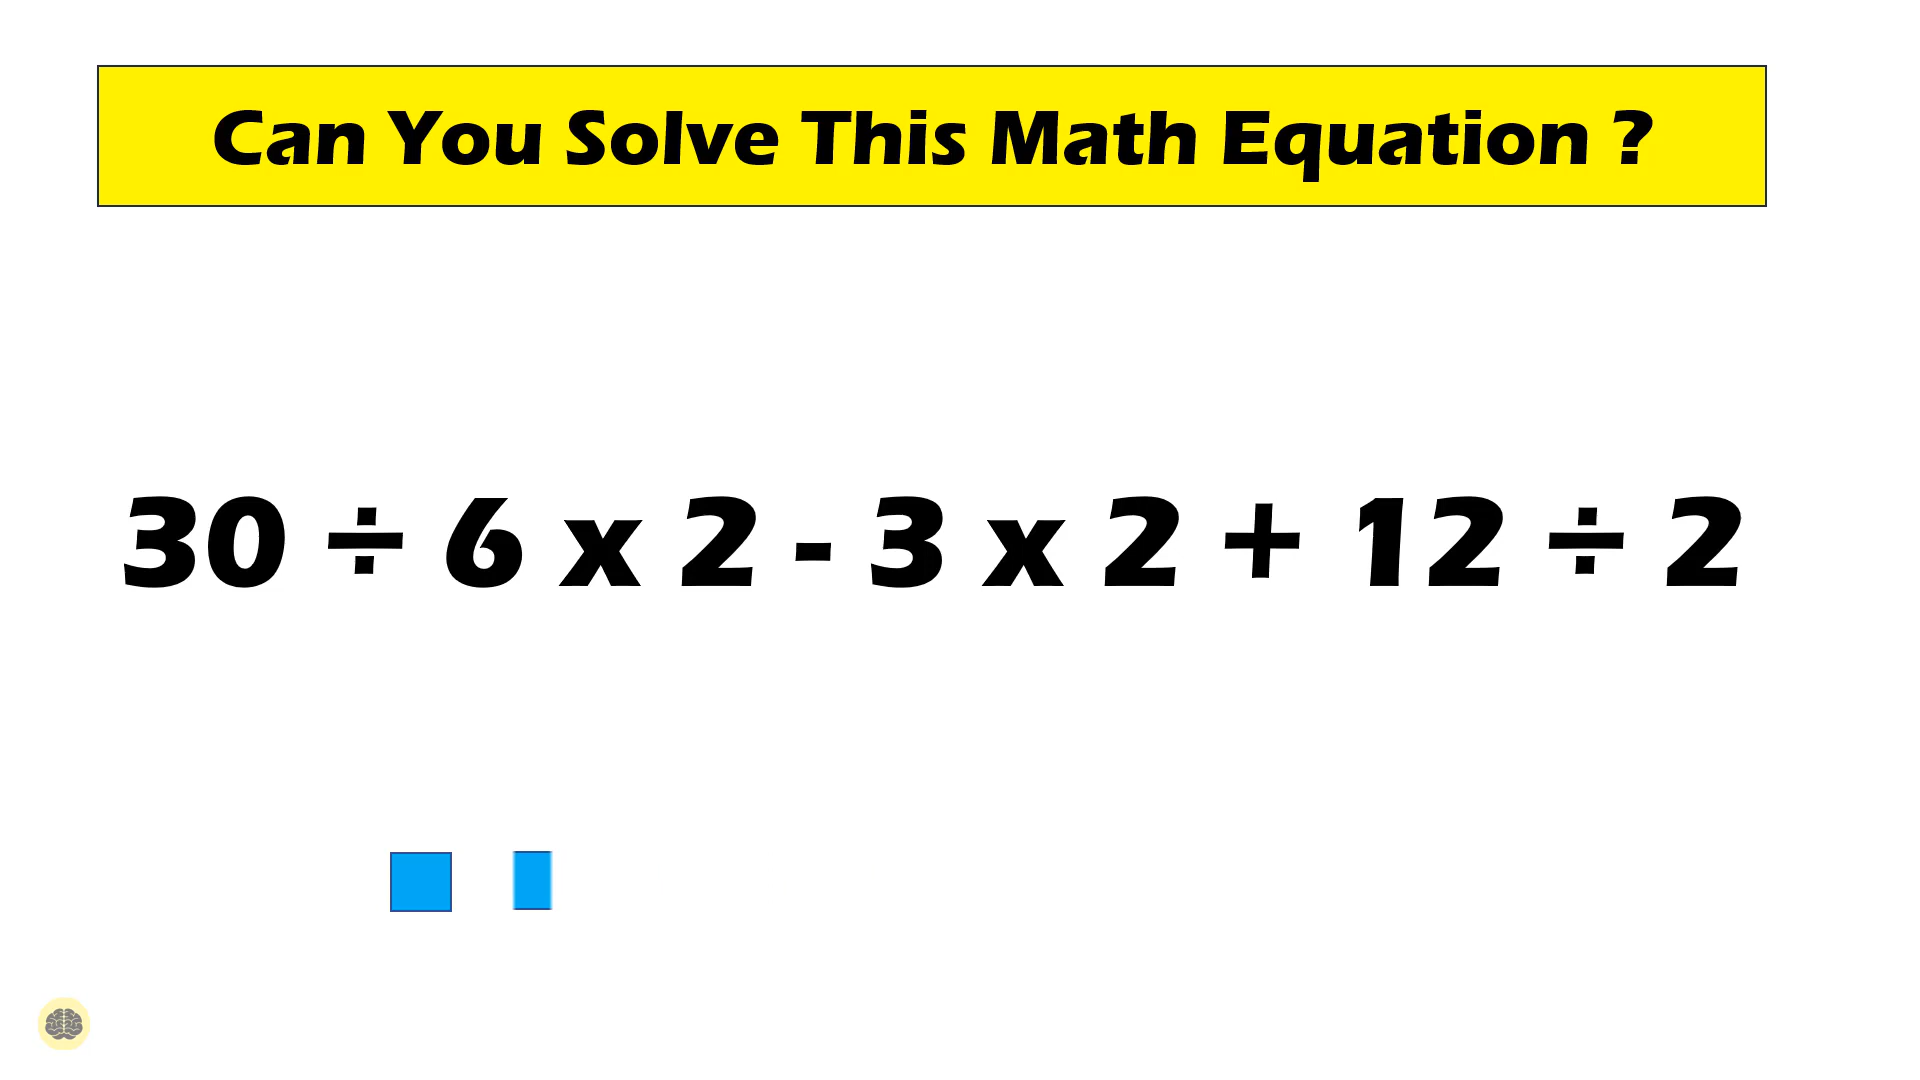 Can You Solve This Math Equation ?
30 ÷ 6 x 2 - 3 x 2 + 12 ÷ 2